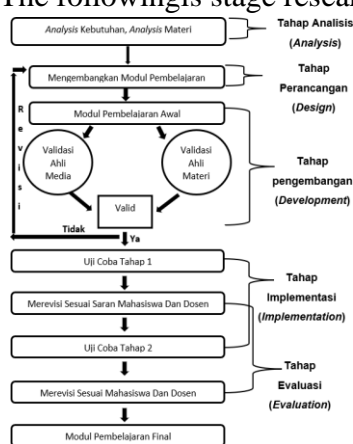 The followingis stage resear
Analysis Kebutuhan, Analysis Materi
Tahap Analisis
(Analysis)
Mengembangkan Modul Pembelajaran
Tahap
Perancangan
(Design)
Modul Pembelajaran Awal
Revisi
Validasi
Ahli
Media
Validasi
Ahli
Materi
Tahap
pengembangan
(Development)
Valid
Tidak
Ya
Uji Coba Tahap 1
Tahap
Implementasi
(Implementation)
Merevisi Sesuai Saran Mahasiswa Dan Dosen
Uji Coba Tahap 2
Tahap
Evaluasi
(Evaluation)
Merevisi Sesuai Mahasiswa Dan Dosen
Modul Pembelajaran Final